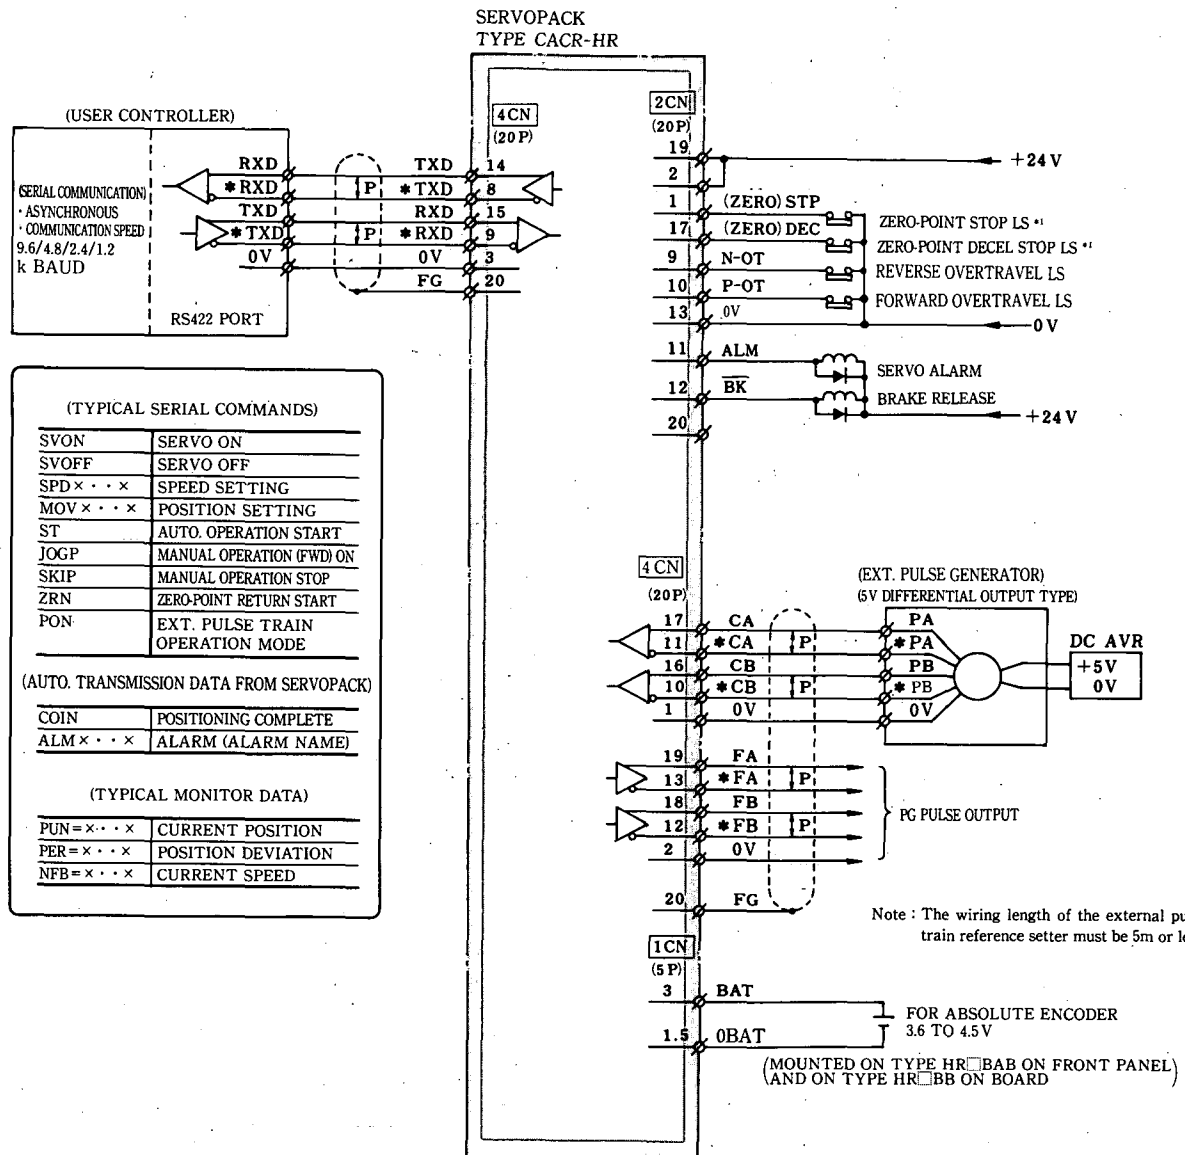 SERVOPACK
TYPE CACR-HR
(USER CONTROLLER)
(SERIAL COMMUNICATION)
・ASYNCHRONOUS
・COMMUNICATION SPEED
9.6/4.8/2.4/1.2
k BAUD
RS422 PORT
RXD
*RXD
TXD
*TXD
0V
P
P
4CN
(20P)
TXD 14
*TXD 8
RXD 15
*RXD 9
0V 3
FG 20
2CN
(20P)
19
2
+24V
1 (ZERO) STP ZERO-POINT STOP LS *1
17 (ZERO) DEC ZERO-POINT DECEL STOP LS *1
9 N-OT REVERSE OVERTRAVEL LS
10 P-OT FORWARD OVERTRAVEL LS
13 0V
0V
11 ALM SERVO ALARM
12 BK BRAKE RELEASE
+24V
20
(TYPICAL SERIAL COMMANDS)
SVON SERVO ON
SVOFF SERVO OFF
SPD×・・× SPEED SETTING
MOV×・・× POSITION SETTING
ST AUTO. OPERATION START
JOGP MANUAL OPERATION (FWD) ON
SKIP MANUAL OPERATION STOP
ZRN ZERO-POINT RETURN START
PON EXT. PULSE TRAIN
OPERATION MODE
(AUTO. TRANSMISSION DATA FROM SERVOPACK)
COIN POSITIONING COMPLETE
ALM×・・× ALARM (ALARM NAME)
(TYPICAL MONITOR DATA)
PUN=×・・× CURRENT POSITION
PER=×・・× POSITION DEVIATION
NFB=×・・× CURRENT SPEED
4CN
(20P)
17 CA
11 *CA
16 CB
10 *CB
1 0V
P
P
(EXT. PULSE GENERATOR)
(5V DIFFERENTIAL OUTPUT TYPE)
PA
*PA
PB
*PB
0V
DC AVR
+5V
0V
19 FA
13 *FA
18 FB
12 *FB
2 0V
P
P
PG PULSE OUTPUT
20 FG
Note : The wiring length of the external pu
train reference setter must be 5m or le
1CN
(5P)
3 BAT
1.5 0BAT
FOR ABSOLUTE ENCODER
3.6 TO 4.5V
(MOUNTED ON TYPE HR□BAB ON FRONT PANEL)
(AND ON TYPE HR□BB ON BOARD)